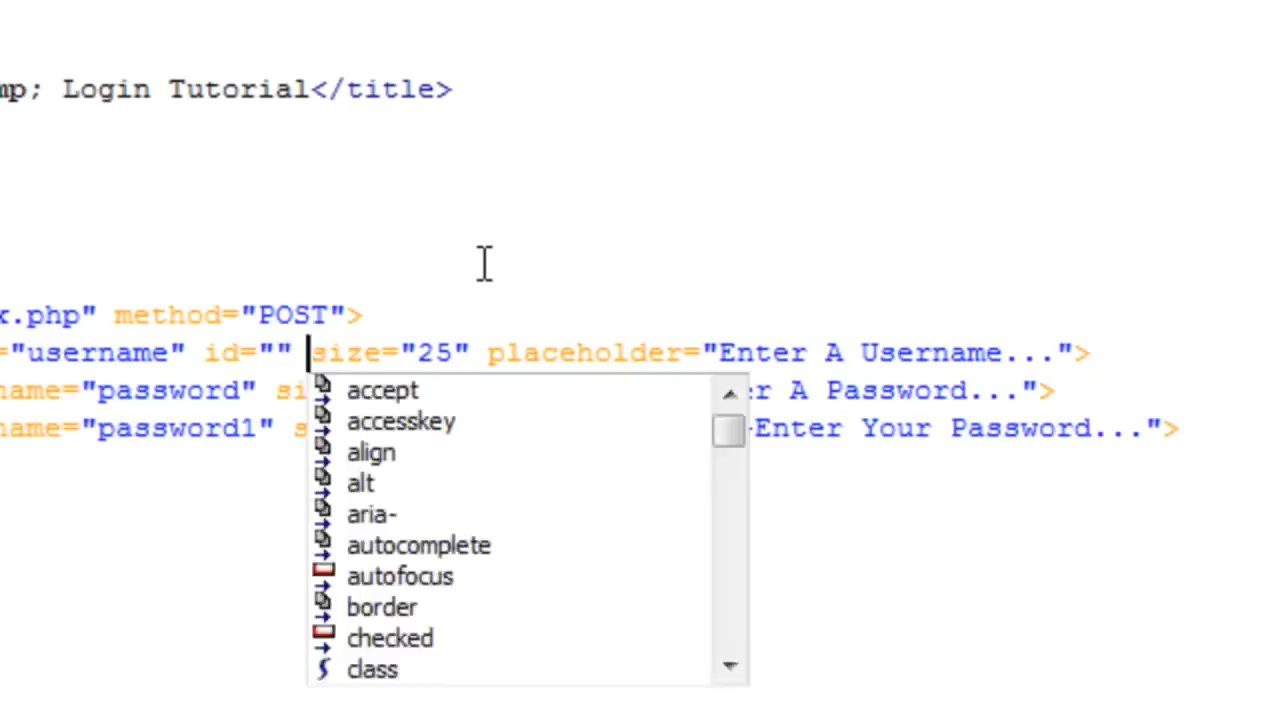 mp; Login Tutorial</title>
x.php" method="POST">
="username" id="" size="25" placeholder="Enter A Username...">
name="password" si er A Password...">
name="password1" s -Enter Your Password...">
accept
accesskey
align
alt
aria-
autocomplete
autofocus
border
checked
class